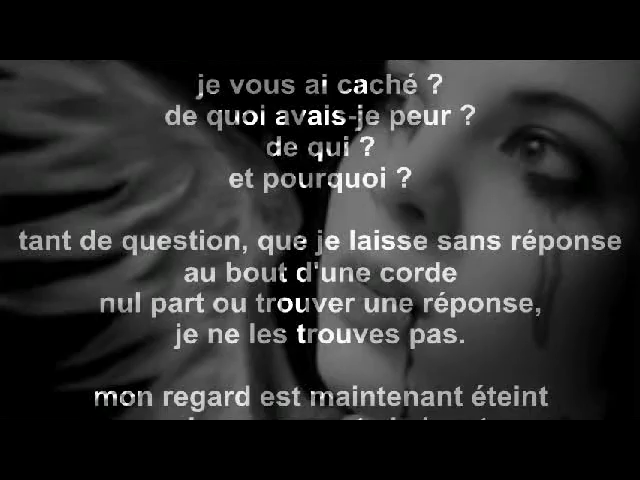 je vous ai caché ?
de quoi avais-je peur ?
de qui ?
et pourquoi ?
tant de question, que je laisse sans réponse
au bout d'une corde
nul part ou trouver une réponse,
je ne les trouves pas.
mon regard est maintenant éteint